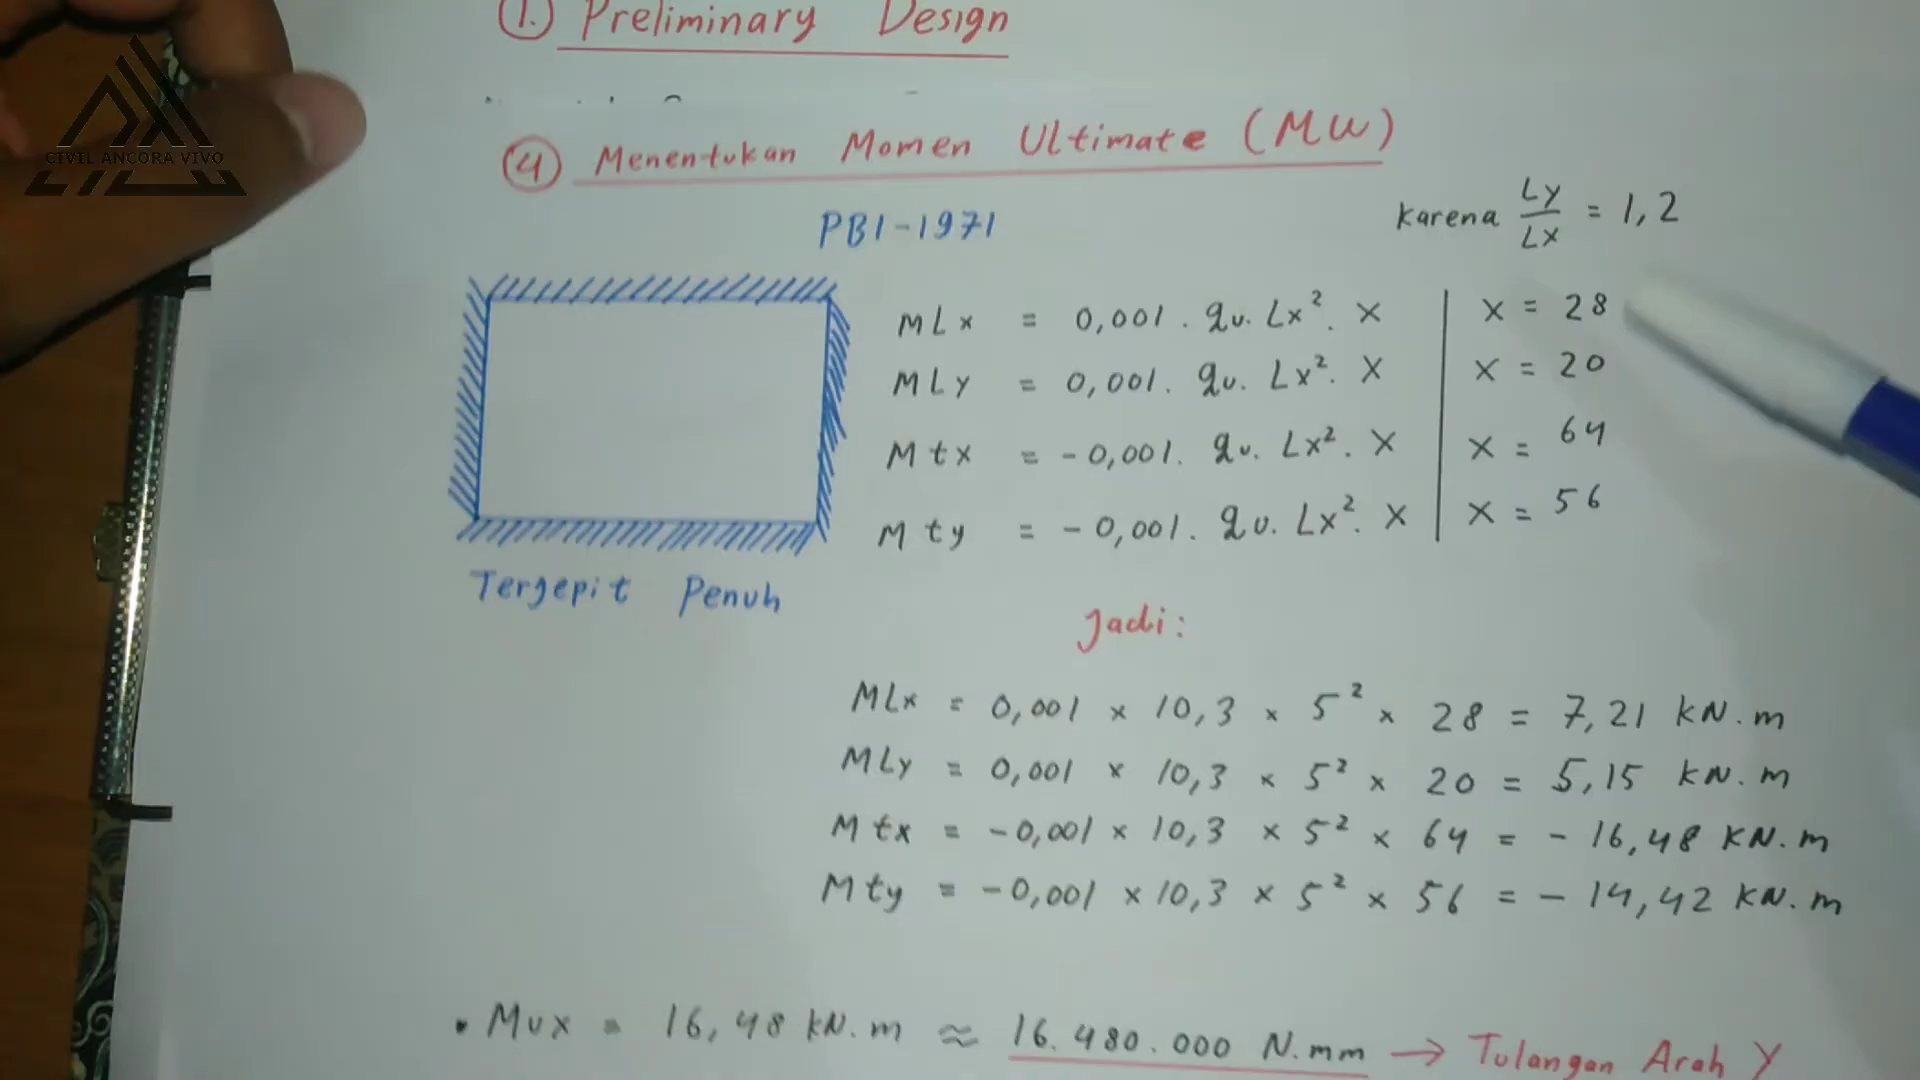 1. Preliminary Design
CIVIL ANCORA VIVO
4 Menentukan Momen Ultimate (MU)
PBI-1971
Karena Ly/Lx = 1,2
MLx = 0,001 . qu. Lx². X | X = 28
MLy = 0,001. qu. Lx². X | X = 20
Mtx = -0,001. qu. Lx². X | X = 64
Mty = -0,001. qu. Lx². X | X = 56
Terjepit Penuh
Jadi:
MLx = 0,001 x 10,3 x 5² x 28 = 7,21 kN.m
MLy = 0,001 x 10,3 x 5² x 20 = 5,15 kN.m
Mtx = -0,001 x 10,3 x 5² x 64 = -16,48 KN.m
Mty = -0,001 x 10,3 x 5² x 56 = -14,42 KN.m
• Mux = 16,48 kN.m ≈ 16.480.000 N.mm → Tulangan Arah Y